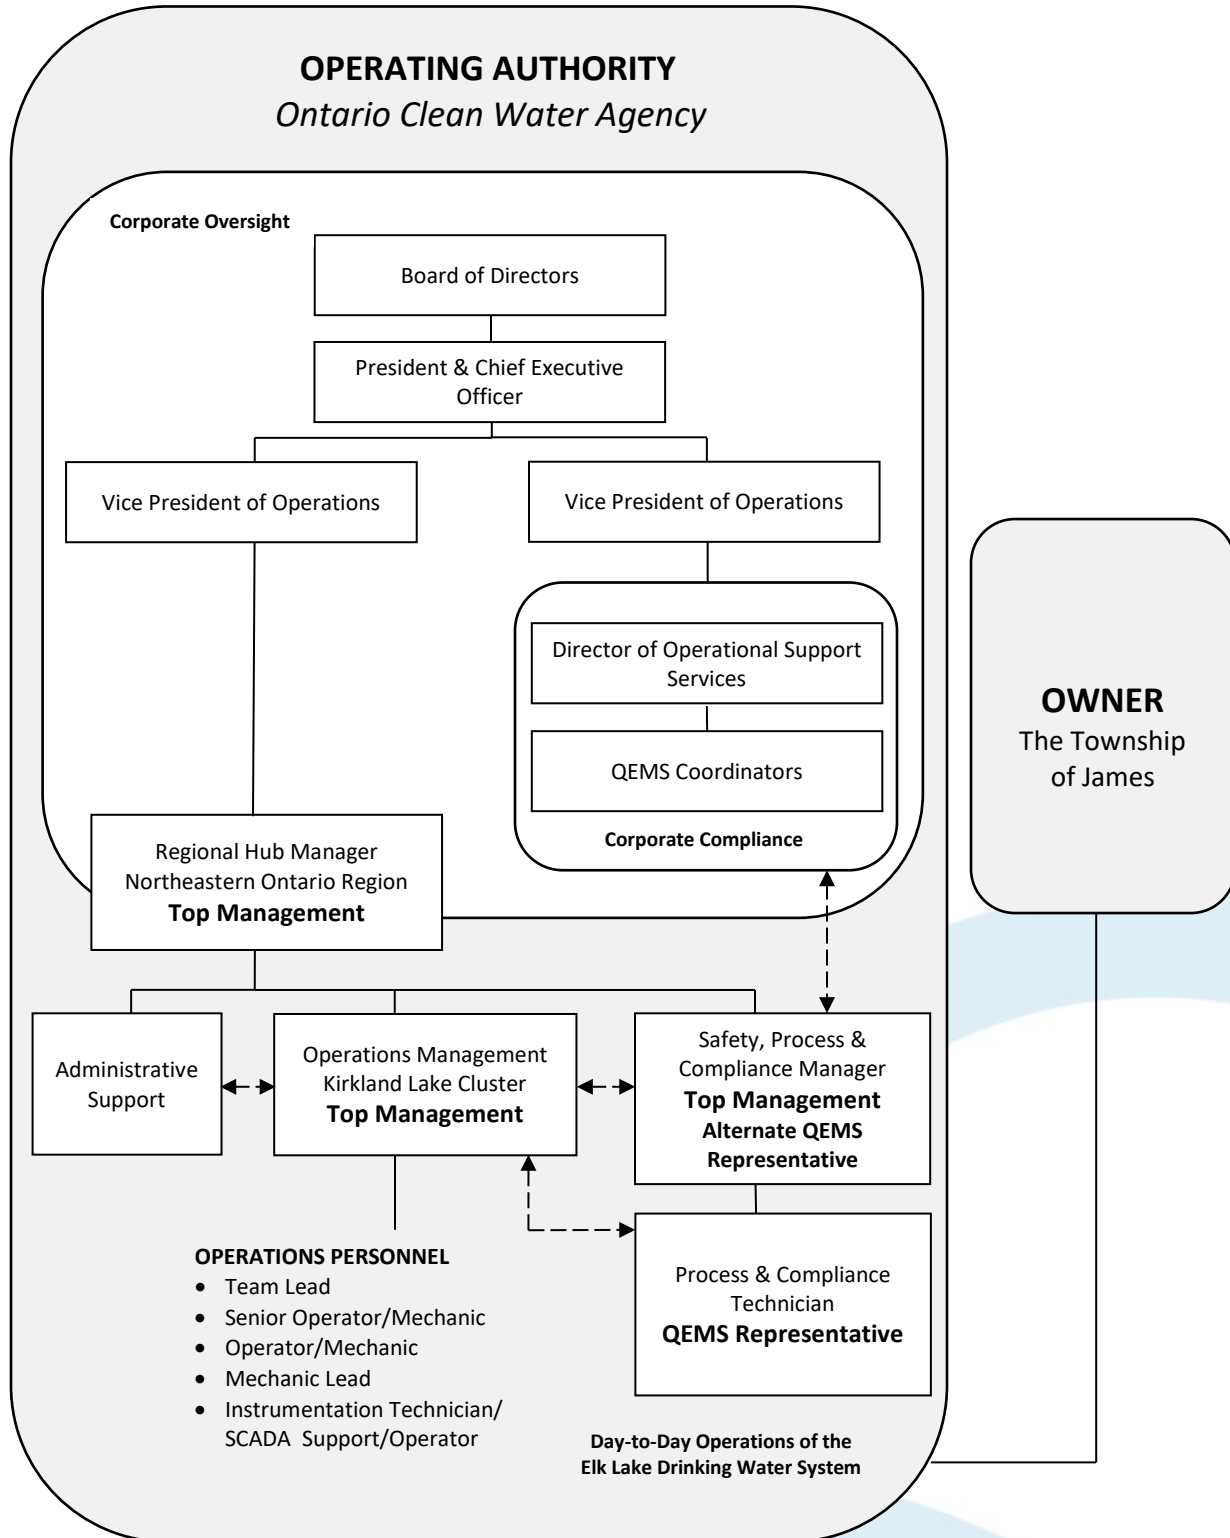 OPERATING AUTHORITY
Ontario Clean Water Agency
Corporate Oversight
Board of Directors
President & Chief Executive
Officer
Vice President of Operations
Vice President of Operations
Director of Operational Support
Services
QEMS Coordinators
Corporate Compliance
OWNER
The Township
of James
Regional Hub Manager
Northeastern Ontario Region
Top Management
Administrative
Support
Operations Management
Kirkland Lake Cluster
Top Management
Safety, Process &
Compliance Manager
Top Management
Alternate QEMS
Representative
OPERATIONS PERSONNEL
• Team Lead
• Senior Operator/Mechanic
• Operator/Mechanic
• Mechanic Lead
• Instrumentation Technician/
SCADA Support/Operator
Process & Compliance
Technician
QEMS Representative
Day-to-Day Operations of the
Elk Lake Drinking Water System